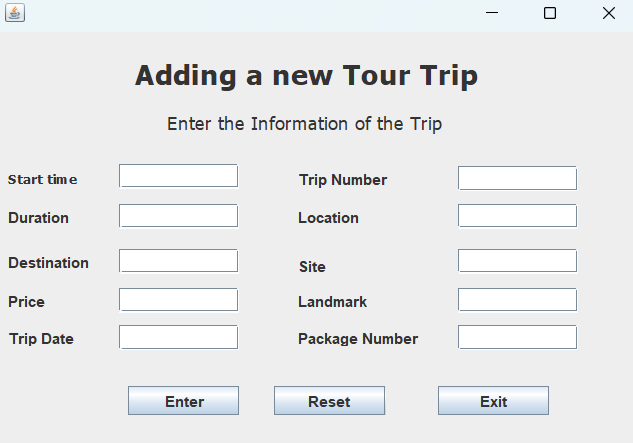 Adding a new Tour Trip
Enter the Information of the Trip
Start time
Trip Number
Duration
Location
Destination
Site
Price
Landmark
Trip Date
Package Number
Enter
Reset
Exit